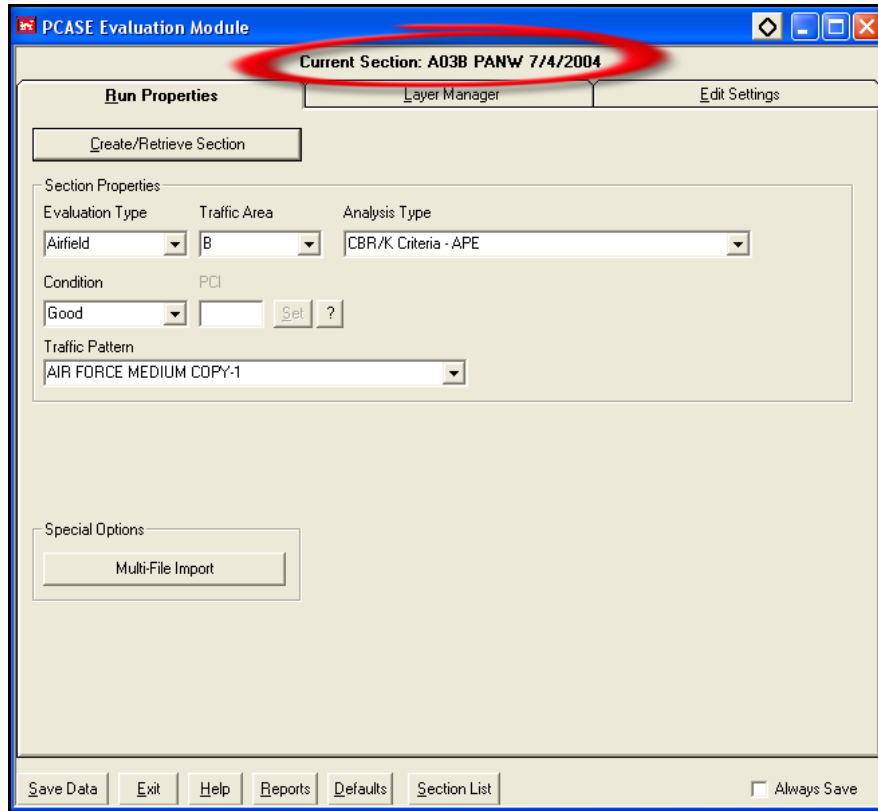 PCASE Evaluation Module
Current Section: A03B PANW 7/4/2004
Run Properties
Layer Manager
Edit Settings
Create/Retrieve Section
Section Properties
Evaluation Type
Traffic Area
Analysis Type
Airfield
B
CBR/K Criteria - APE
Condition
PCI
Good
Set
?
Traffic Pattern
AIR FORCE MEDIUM COPY-1
Special Options
Multi-File Import
Save Data
Exit
Help
Reports
Defaults
Section List
Always Save